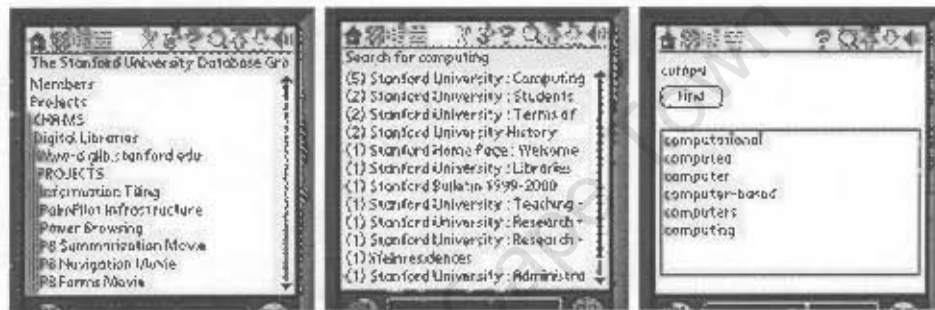 The Stanford University Database Gro
Members
Projects
CHAIMS
Digital Libraries
Www-diglib.stanford.edu
PROJECTS
Information Tiling
PalmPilot Infrastructure
Power Browsing
PB Summarization Movie
PB Navigation Movie
PB Forms Movie
Search for computing
(5) Stanford University : Computing
(2) Stanford University : Students
(2) Stanford University : Terms of
(2) Stanford University History
(1) Stanford Home Page : Welcome
(1) Stanford University : Libraries
(1) Stanford Bulletin 1999-2000
(1) Stanford University : Teaching -
(1) Stanford University : Research -
(1) Stanford University : Research -
(1)
(1) Stanford University : Administra
Find
computational
computed
computer
computer-based
computers
computing
Cape Town